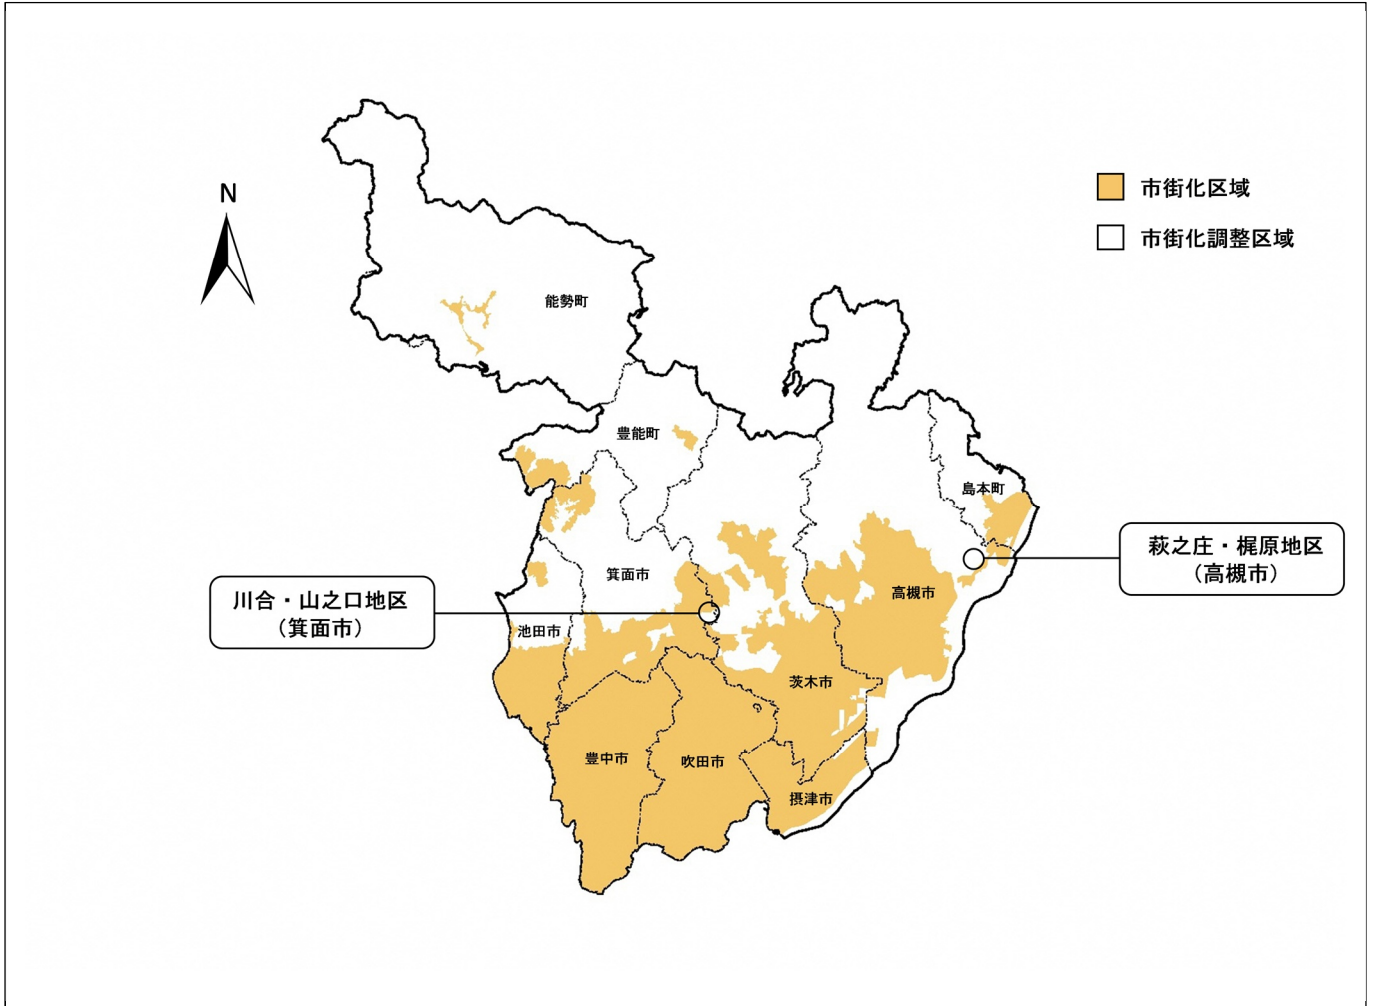 N
市街化区域
市街化調整区域
能勢町
豊能町
島本町
萩之庄・梶原地区
（高槻市）
箕面市
高槻市
川合・山之口地区
（箕面市）
池田市
茨木市
豊中市
吹田市
摂津市